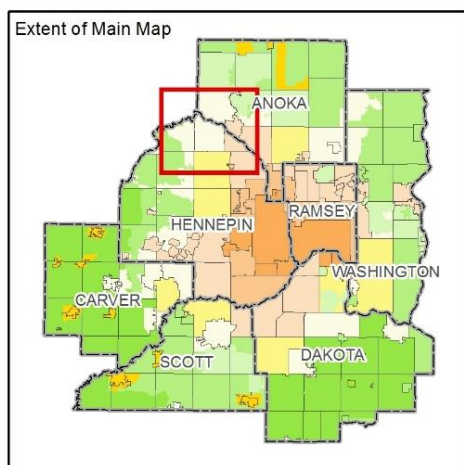 Extent of Main Map
ANOKA
HENNEPIN
RAMSEY
WASHINGTON
CARVER
SCOTT
DAKOTA